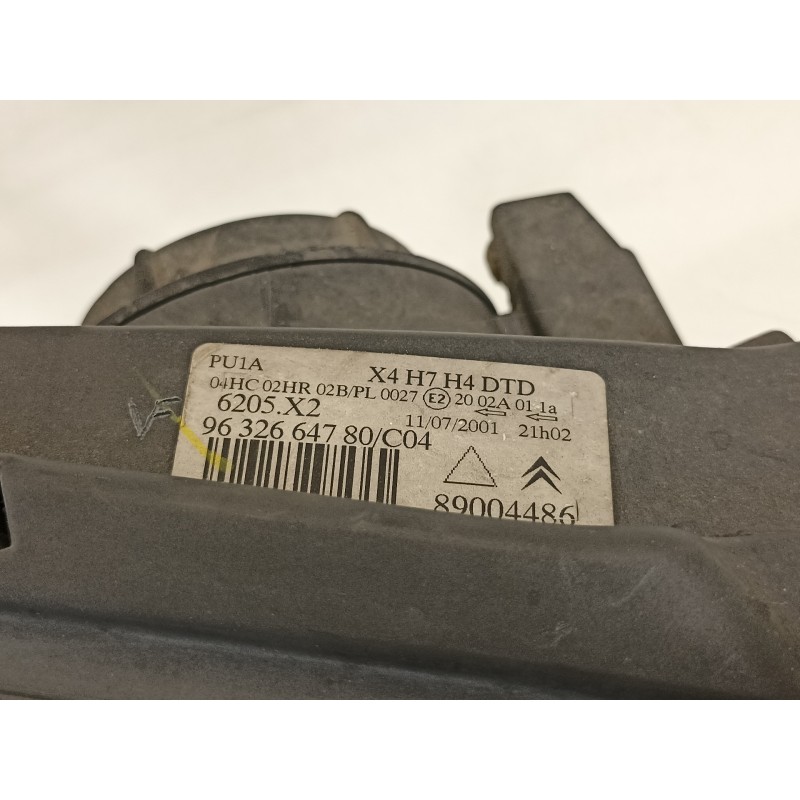 PU1A X4 H7 H4 DTD
04HC 02HR 02B/PL 0027 E2 20 02A 01 1a
6205.X2 11/07/2001 21h02
96 326 647 80/C04
89004486